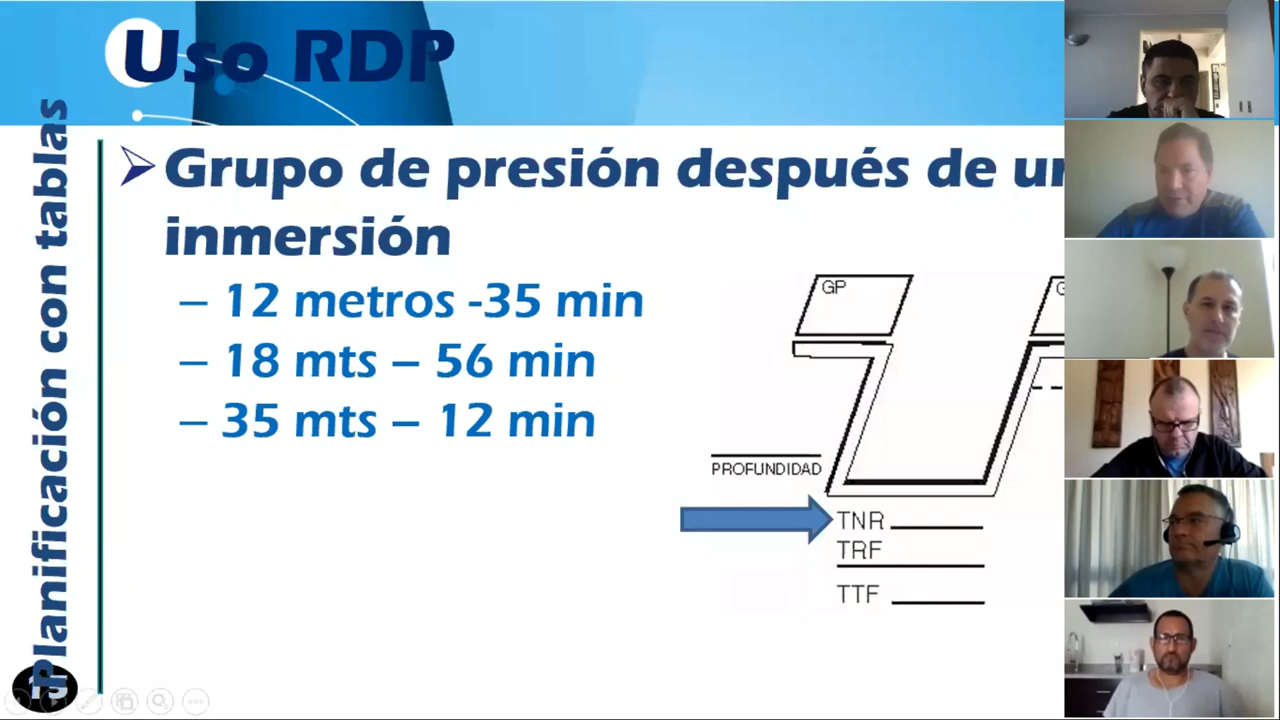 Uso RDP
Planificación con tablas
Grupo de presión después de un
inmersión
– 12 metros -35 min
– 18 mts – 56 min
– 35 mts – 12 min
GP
PROFUNDIDAD
TNR
TRF
TTF